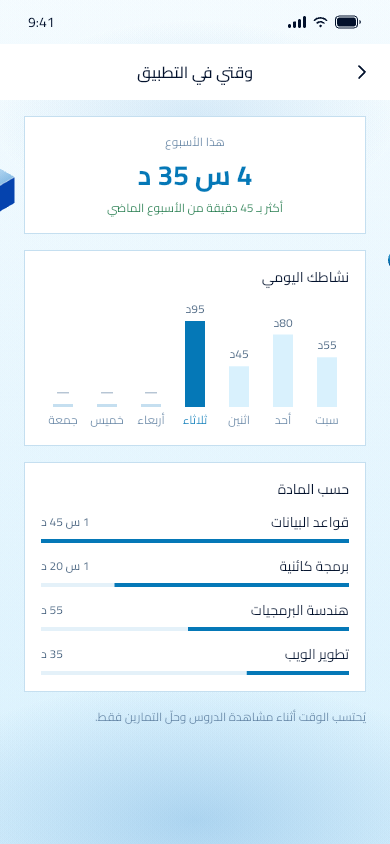 9:41
وقتي في التطبيق
هذا الأسبوع
4 س 35 د
أكثر بـ 45 دقيقة من الأسبوع الماضي
نشاطك اليومي
55د
80د
45د
95د
—
—
—
سبت
أحد
اثنين
ثلاثاء
أربعاء
خميس
جمعة
حسب المادة
قواعد البيانات
1 س 45 د
برمجة كائنية
1 س 20 د
هندسة البرمجيات
55 د
تطوير الويب
35 د
يُحتسب الوقت أثناء مشاهدة الدروس وحلّ التمارين فقط.